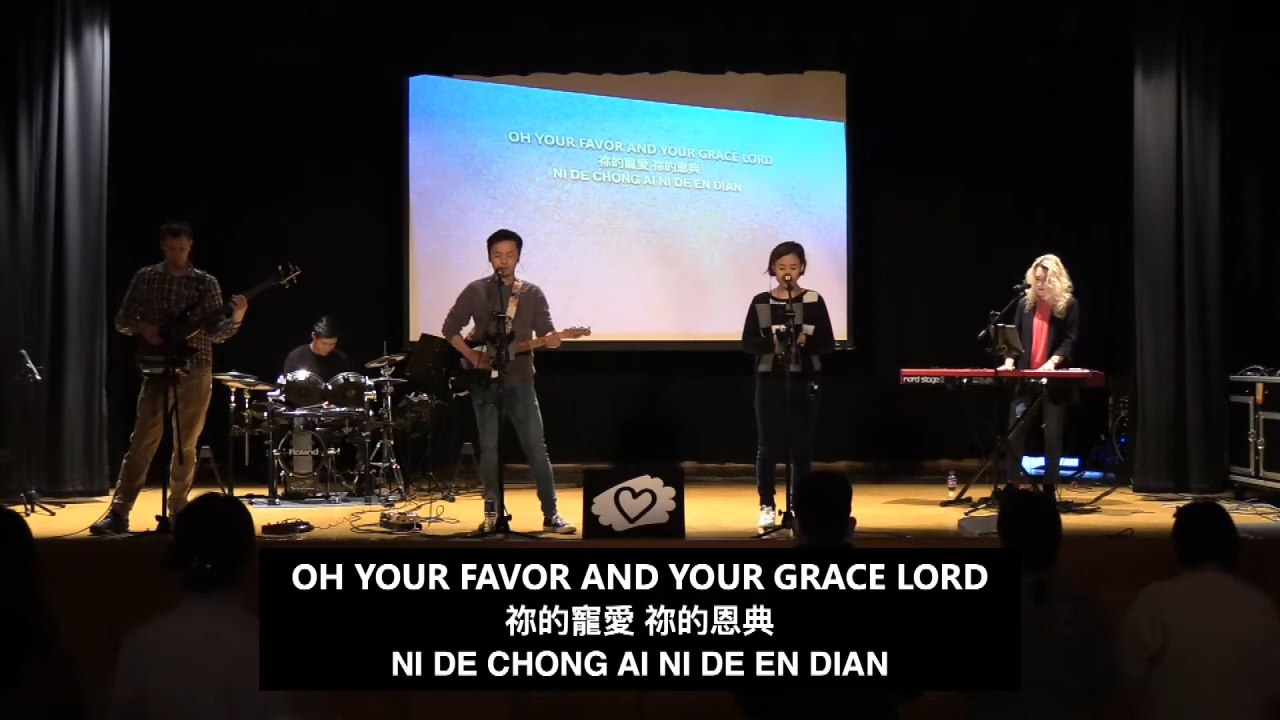 OH YOUR FAVOR AND YOUR GRACE LORD
祢的寵愛 祢的恩典
NI DE CHONG AI NI DE EN DIAN
nord stage 2
Roland
OH YOUR FAVOR AND YOUR GRACE LORD
祢的寵愛 祢的恩典
NI DE CHONG AI NI DE EN DIAN